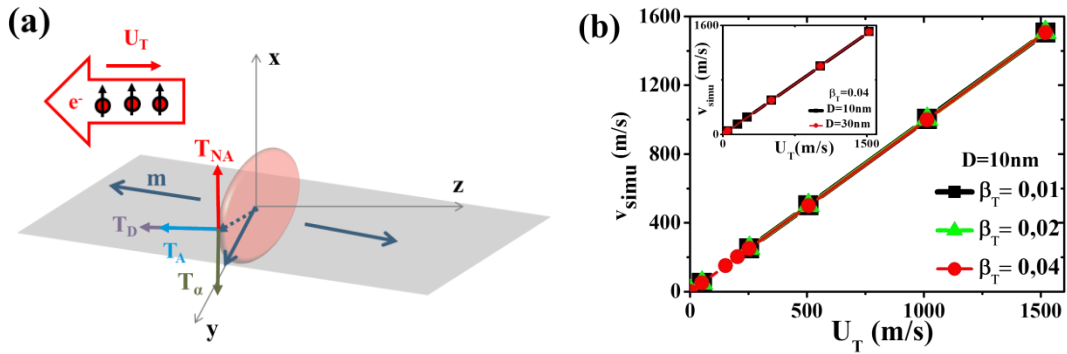 (a)
U_T
e-
x
T_NA
m
z
T_D
T_A
T_α
y
(b)
1600
1200
800
400
0
v_simu (m/s)
0
500
1000
1500
U_T (m/s)
1600
0
v_simu (m/s)
β_T=0.04
D=10nm
D=30nm
0
1500
U_T(m/s)
D=10nm
β_T= 0,01
β_T= 0,02
β_T= 0,04